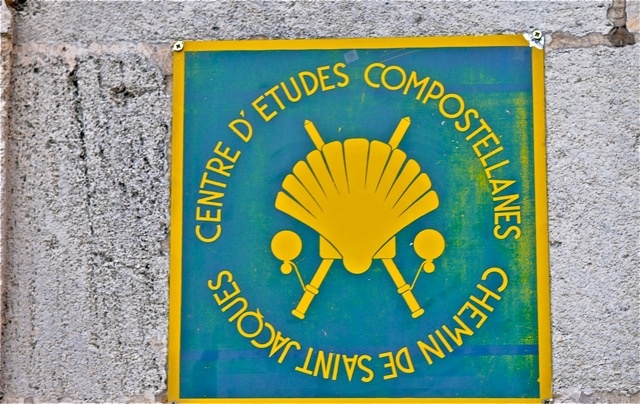 CENTRE D'ETUDES COMPOSTELLANES
CHEMIN DE SAINT JACQUES